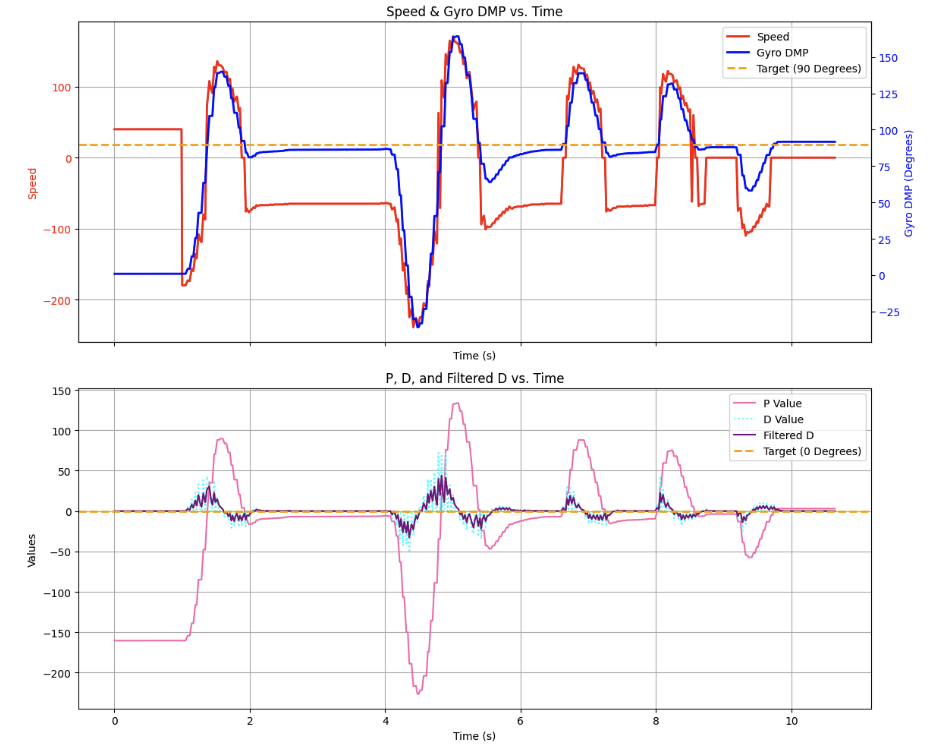 Speed & Gyro DMP vs. Time
Speed
Gyro DMP
Target (90 Degrees)
100
0
−100
−200
Speed
150
125
100
75
50
25
0
−25
Gyro DMP (Degrees)
Time (s)
P, D, and Filtered D vs. Time
P Value
D Value
Filtered D
Target (0 Degrees)
150
100
50
0
−50
−100
−150
−200
Values
0
2
4
6
8
10
Time (s)